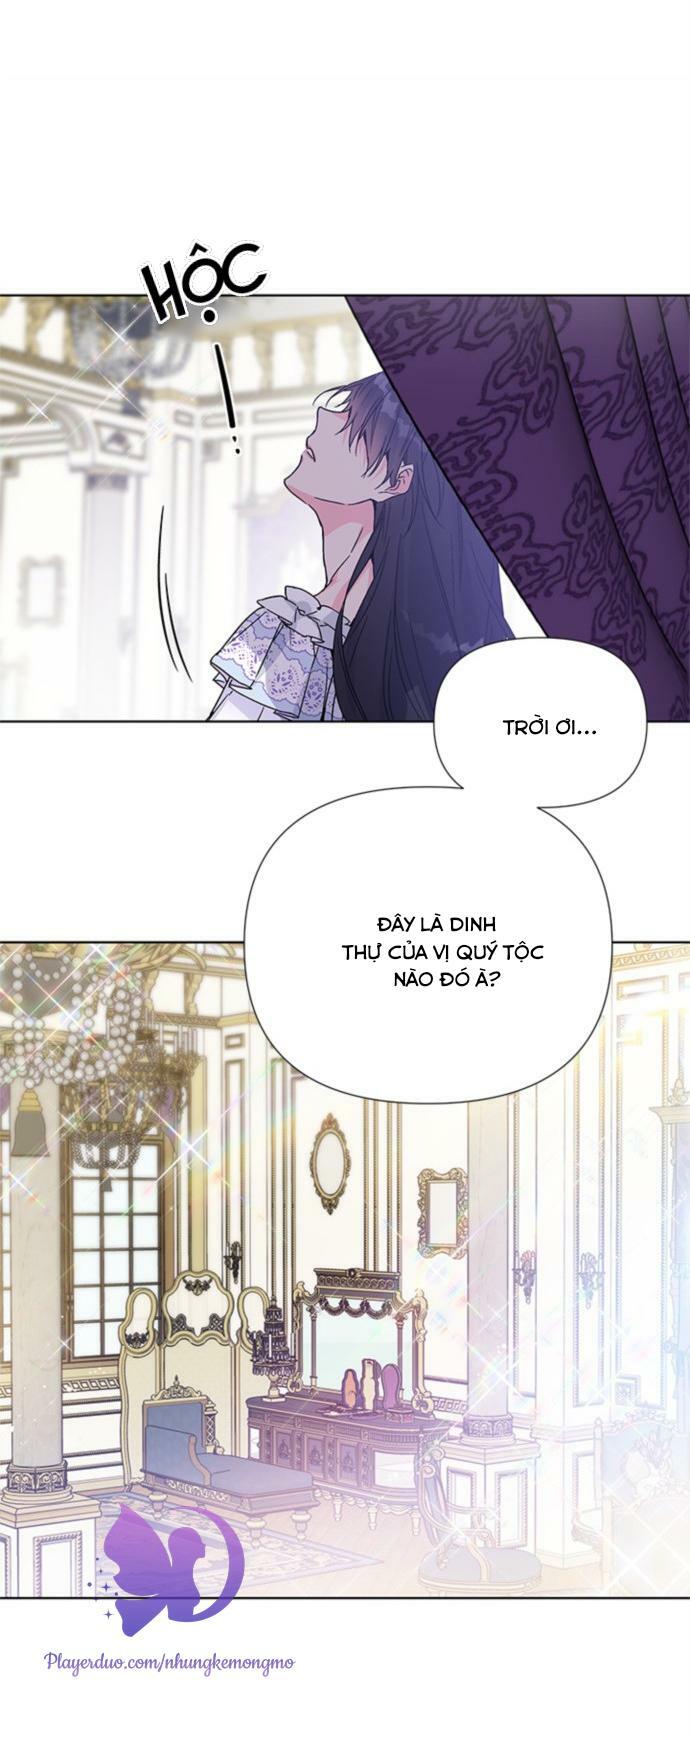 HỘC
TRỜI ƠI...
ĐÂY LÀ DINH
THỰ CỦA VỊ QUÝ TỘC
NÀO ĐÓ À?
Playerduo.com/nhungkemongmo